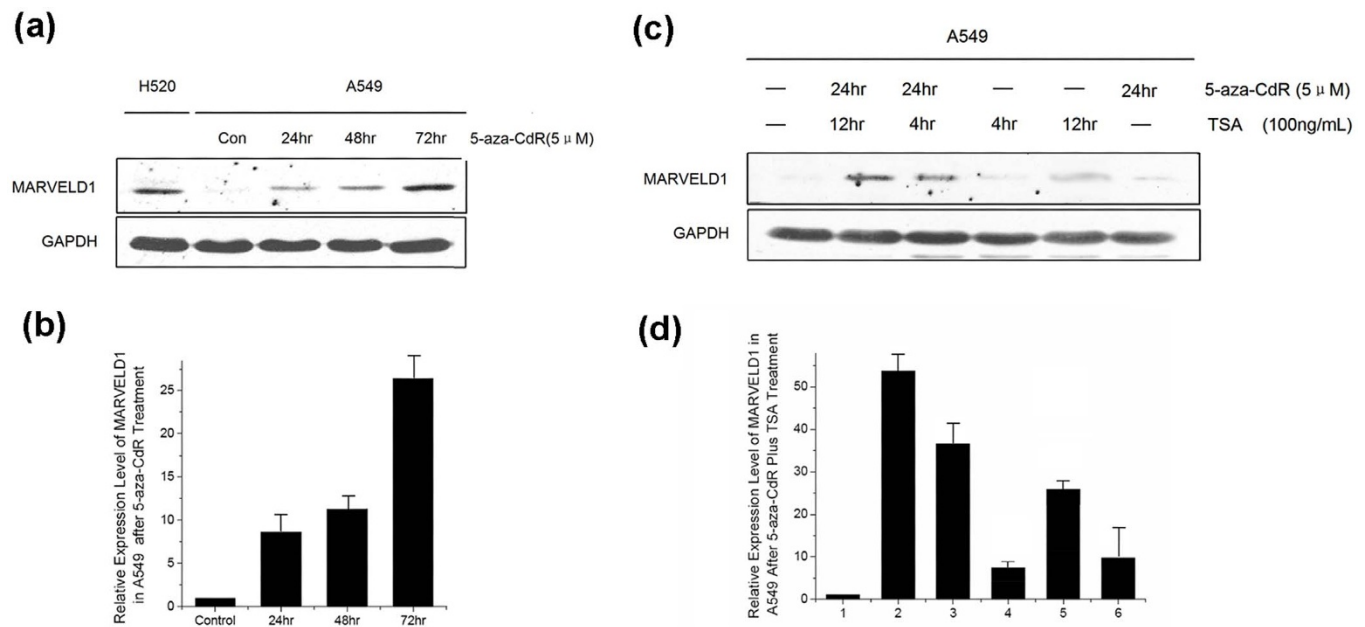 (a)
H520 A549
Con 24hr 48hr 72hr 5-aza-CdR(5 μM)
MARVELD1
GAPDH
(b)
Relative Expression Level of MARVELD1
in A549 after 5-aza-CdR Treatment
25
20
15
10
5
0
Control 24hr 48hr 72hr
(c)
A549
— 24hr 24hr — — 24hr 5-aza-CdR (5 μM)
— 12hr 4hr 4hr 12hr — TSA (100ng/mL)
MARVELD1
GAPDH
(d)
Relative Expression Level of MARVELD1 in
A549 After 5-aza-CdR Plus TSA Treatment
50
40
30
20
10
0
1 2 3 4 5 6